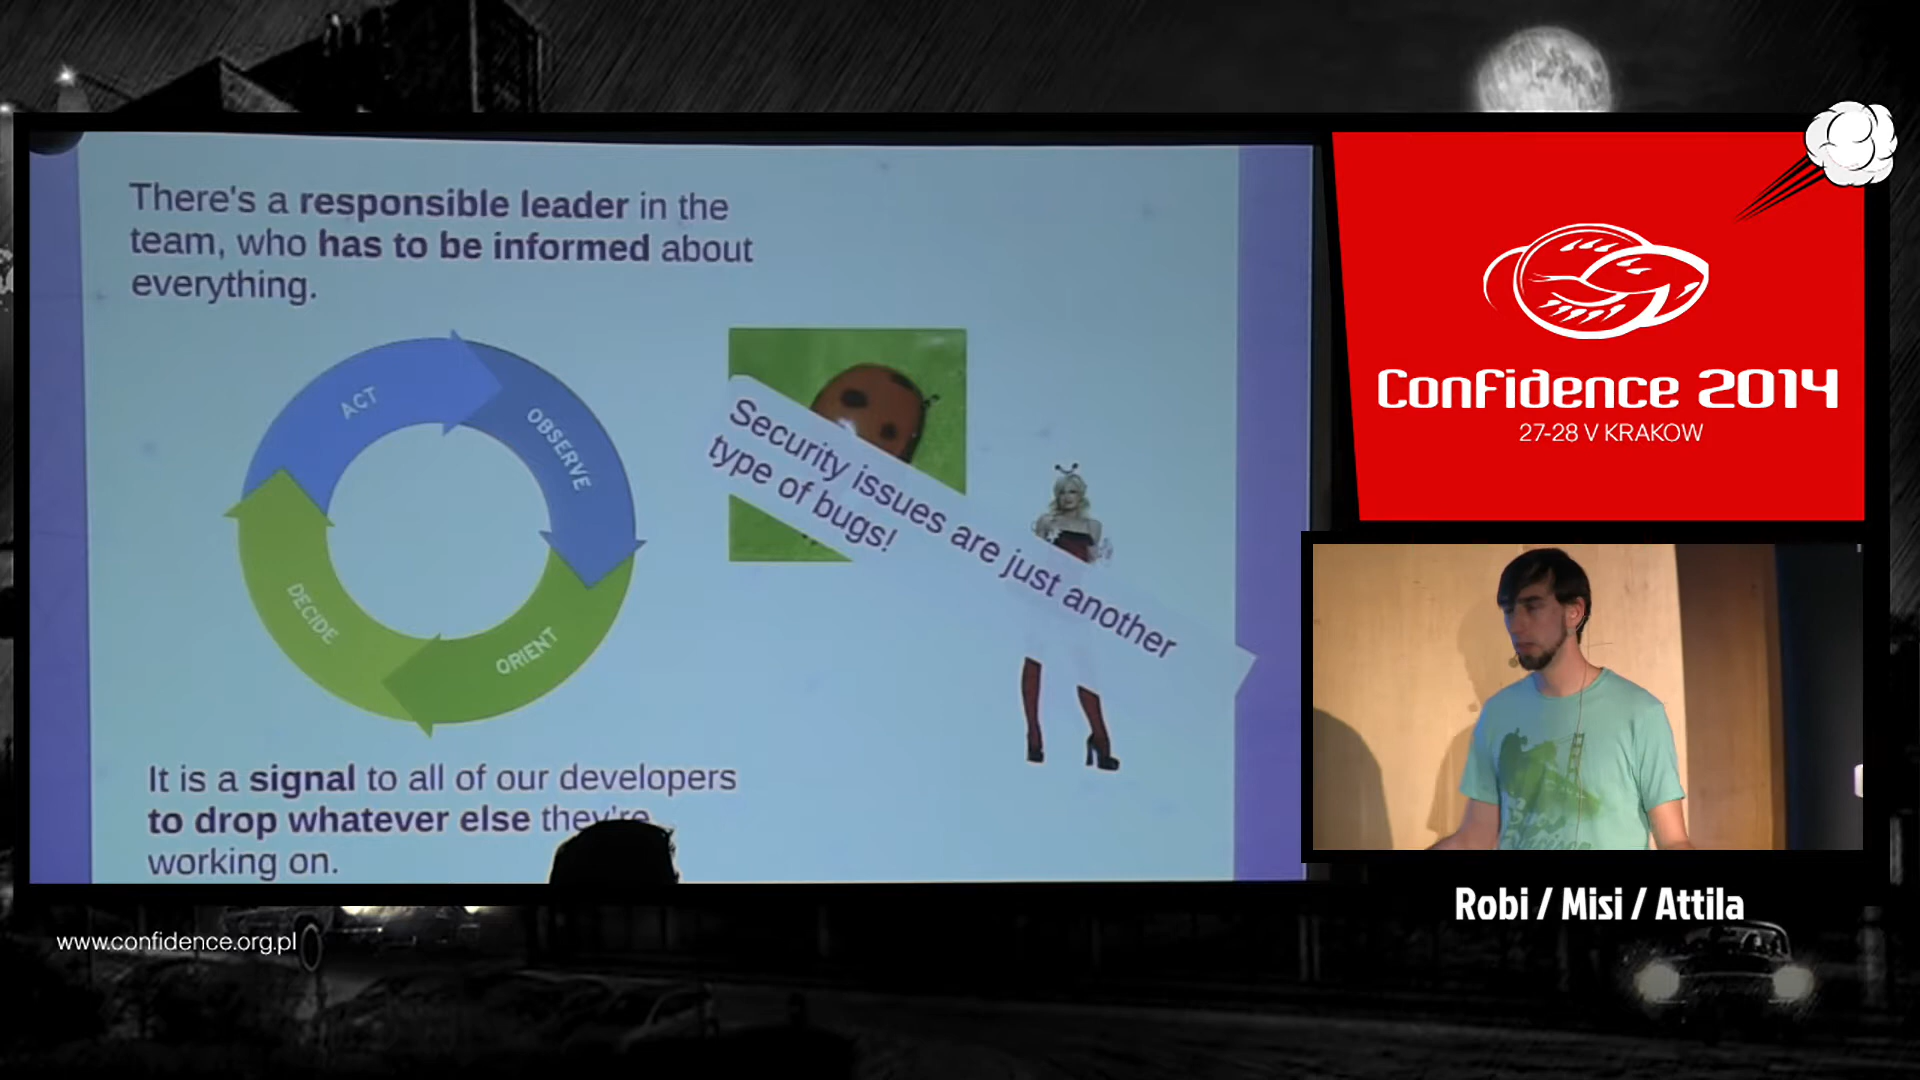 There's a responsible leader in the
team, who has to be informed about
everything.
ACT
OBSERVE
DECIDE
ORIENT
Security issues are just another
type of bugs!
It is a signal to all of our developers
to drop whatever else they're
working on.
Confidence 2014
27-28 V KRAKOW
Robi / Misi / Attila
www.confidence.org.pl